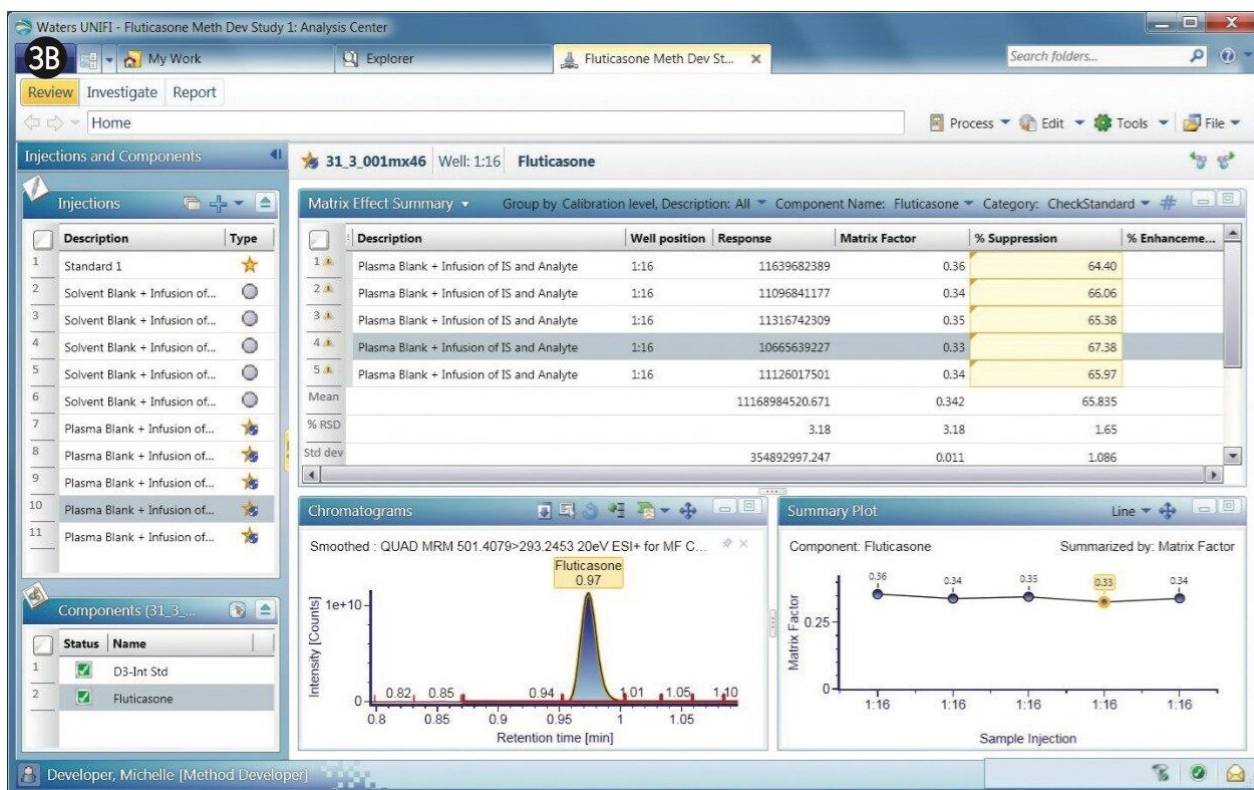 Waters UNIFI - Fluticasone Meth Dev Study 1: Analysis Center
3B
My Work
Explorer
Fluticasone Meth Dev St...
Search folders...
Review Investigate Report
Home
Process Edit Tools File
Injections and Components
31_3_001mx46 Well: 1:16 Fluticasone
Injections
Description Type
1 Standard 1
2 Solvent Blank + Infusion of...
3 Solvent Blank + Infusion of...
4 Solvent Blank + Infusion of...
5 Solvent Blank + Infusion of...
6 Solvent Blank + Infusion of...
7 Plasma Blank + Infusion of...
8 Plasma Blank + Infusion of...
9 Plasma Blank + Infusion of...
10 Plasma Blank + Infusion of...
11 Plasma Blank + Infusion of...
Components (31_3_...
Status Name
1 D3-Int Std
2 Fluticasone
Matrix Effect Summary Group by Calibration level, Description: All Component Name: Fluticasone Category: CheckStandard
Description Well position Response Matrix Factor % Suppression % Enhanceme...
1 Plasma Blank + Infusion of IS and Analyte 1:16 11639682389 0.36 64.40
2 Plasma Blank + Infusion of IS and Analyte 1:16 11096841177 0.34 66.06
3 Plasma Blank + Infusion of IS and Analyte 1:16 11316742309 0.35 65.38
4 Plasma Blank + Infusion of IS and Analyte 1:16 10665639227 0.33 67.38
5 Plasma Blank + Infusion of IS and Analyte 1:16 11126017501 0.34 65.97
Mean 11168984520.671 0.342 65.835
% RSD 3.18 3.18 1.65
Std dev 354892997.247 0.011 1.086
Chromatograms
Smoothed : QUAD MRM 501.4079>293.2453 20eV ESI+ for MF C...
Fluticasone
0.97
Intensity [Counts]
1e+10
0
0.82 0.85 0.94 1.01 1.05 1.10
0.8 0.85 0.9 0.95 1 1.05
Retention time [min]
Summary Plot Line
Component: Fluticasone Summarized by: Matrix Factor
0.36 0.34 0.35 0.33 0.34
Matrix Factor
0.25
0
1:16 1:16 1:16 1:16 1:16
Sample Injection
Developer, Michelle [Method Developer]